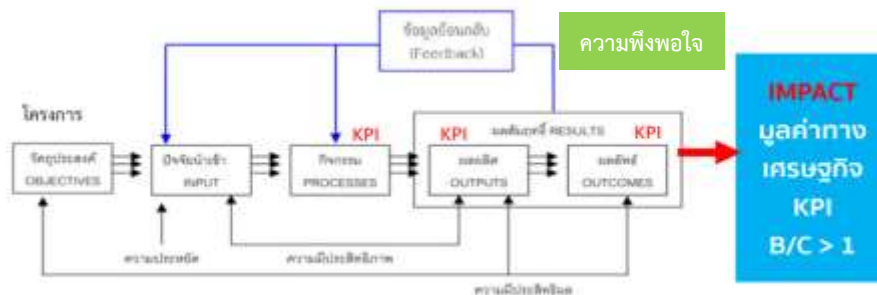 ข้อมูลย้อนกลับ
(Feedback)
ความพึงพอใจ
โครงการ
KPI
KPI
ผลสัมฤทธิ์ RESULTS
KPI
วัตถุประสงค์
OBJECTIVES
ปัจจัยนำเข้า
INPUT
กิจกรรม
PROCESSES
ผลผลิต
OUTPUTS
ผลลัพธ์
OUTCOMES
IMPACT
มูลค่าทาง
เศรษฐกิจ
KPI
B/C > 1
ความประหยัด
ความมีประสิทธิภาพ
ความมีประสิทธิผล